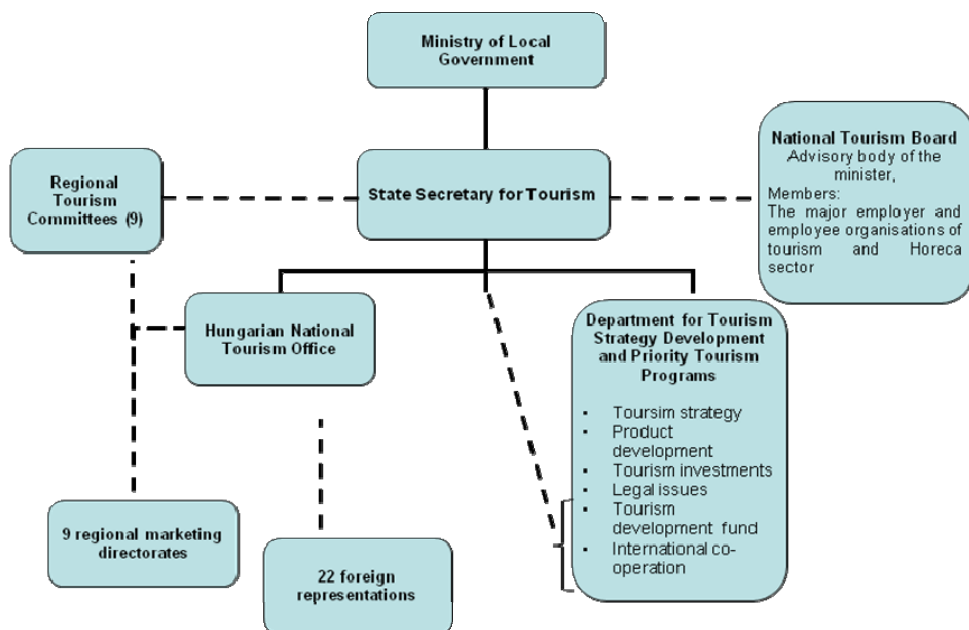 Ministry of Local
Government
National Tourism Board
Advisory body of the
minister,
Members:
The major employer and
employee organisations of
tourism and Horeca
sector
Regional
Tourism
Committees (9)
State Secretary for Tourism
Hungarian National
Tourism Office
Department for Tourism
Strategy Development
and Priority Tourism
Programs
▪ Toursim strategy
▪ Product
development
▪ Tourism investments
▪ Legal issues
▪ Tourism
development fund
▪ International co-
operation
9 regional marketing
directorates
22 foreign
representations